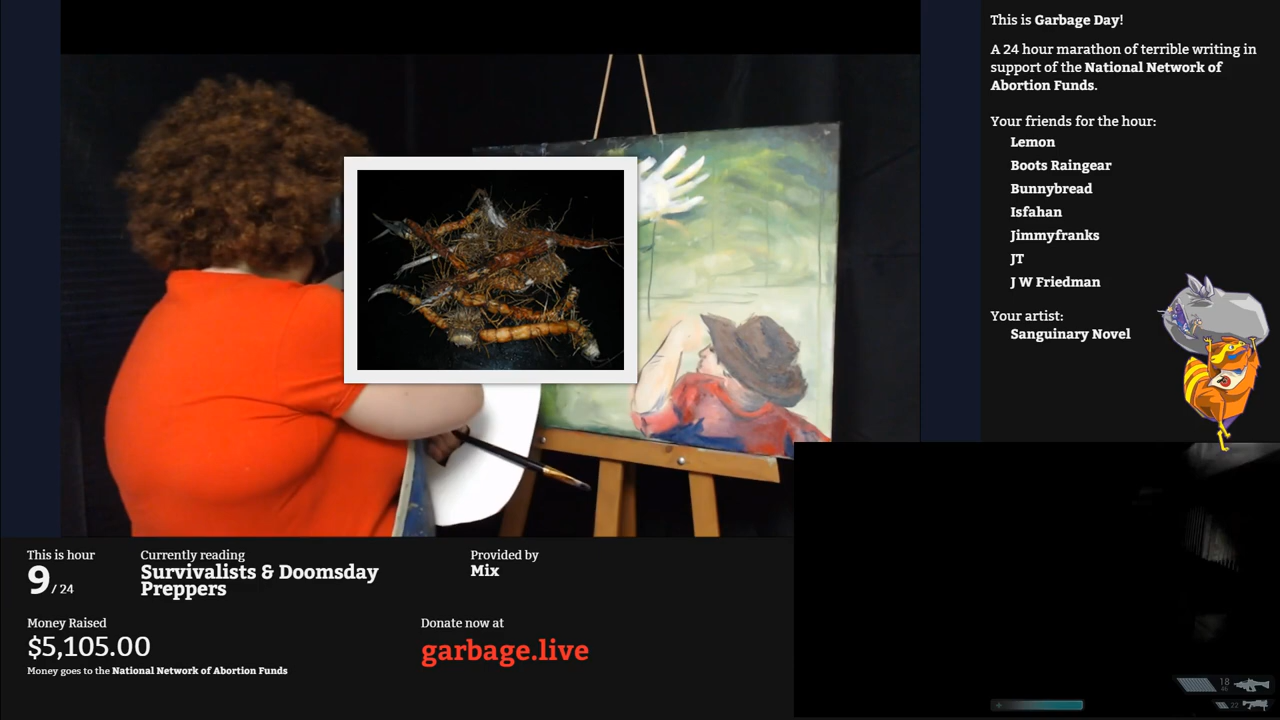 This is Garbage Day!
A 24 hour marathon of terrible writing in
support of the National Network of
Abortion Funds.
Your friends for the hour:
Lemon
Boots Raingear
Bunnybread
Isfahan
Jimmyfranks
JT
J W Friedman
Your artist:
Sanguinary Novel
This is hour
9 / 24
Currently reading
Survivalists & Doomsday
Preppers
Provided by
Mix
Money Raised
$5,105.00
Money goes to the National Network of Abortion Funds
Donate now at
garbage.live
18
22